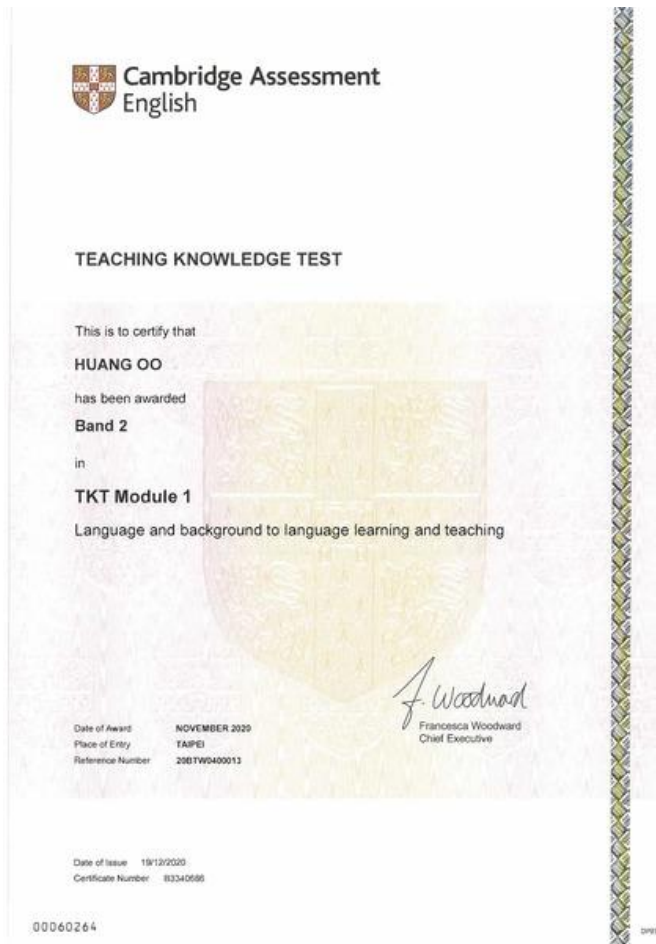 Cambridge Assessment
English
TEACHING KNOWLEDGE TEST
This is to certify that
HUANG OO
has been awarded
Band 2
in
TKT Module 1
Language and background to language learning and teaching
F. Woodward
Francesca Woodward
Chief Executive
Date of Award NOVEMBER 2020
Place of Entry TAIPEI
Reference Number 20BTW0400013
Date of Issue 19/12/2020
Certificate Number B3340686
00060264